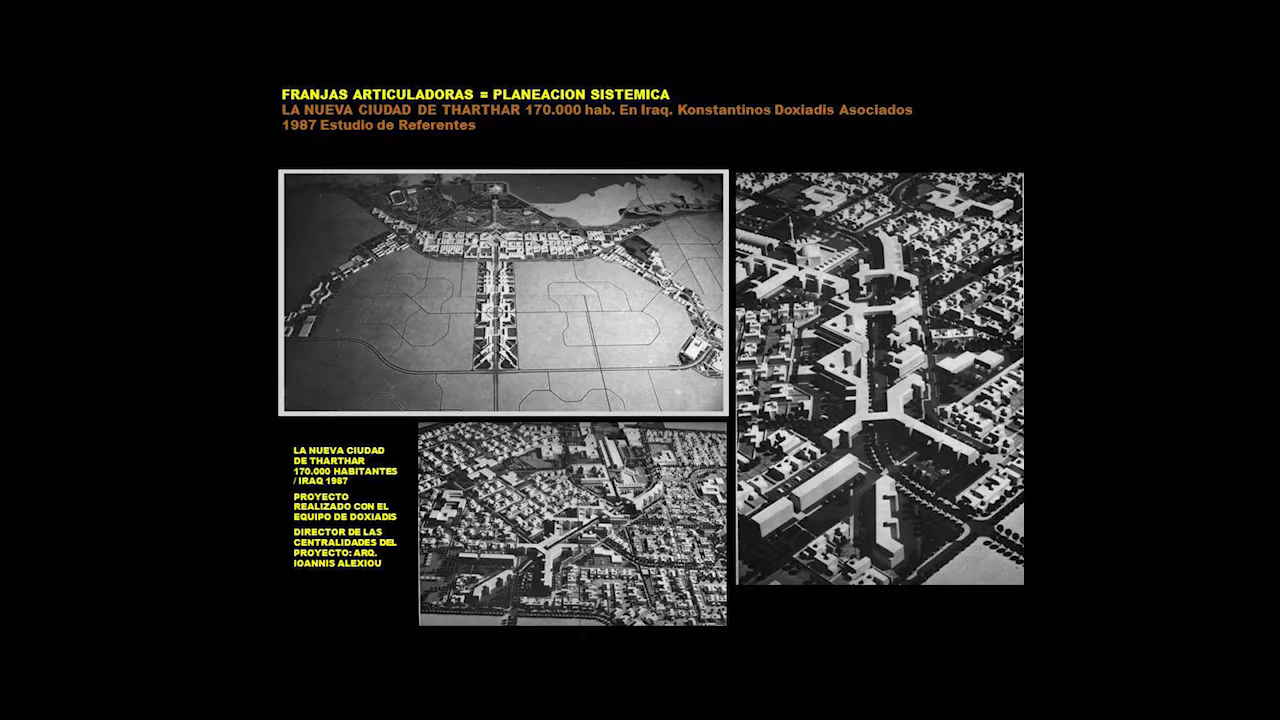 FRANJAS ARTICULADORAS = PLANEACION SISTEMICA
LA NUEVA CIUDAD DE THARTHAR 170.000 hab. En Iraq. Konstantinos Doxiadis Asociados
1987 Estudio de Referentes
LA NUEVA CIUDAD
DE THARTHAR
170.000 HABITANTES
/ IRAQ 1987
PROYECTO
REALIZADO CON EL
EQUIPO DE DOXIADIS
DIRECTOR DE LAS
CENTRALIDADES DEL
PROYECTO: ARQ.
IOANNIS ALEXIOU